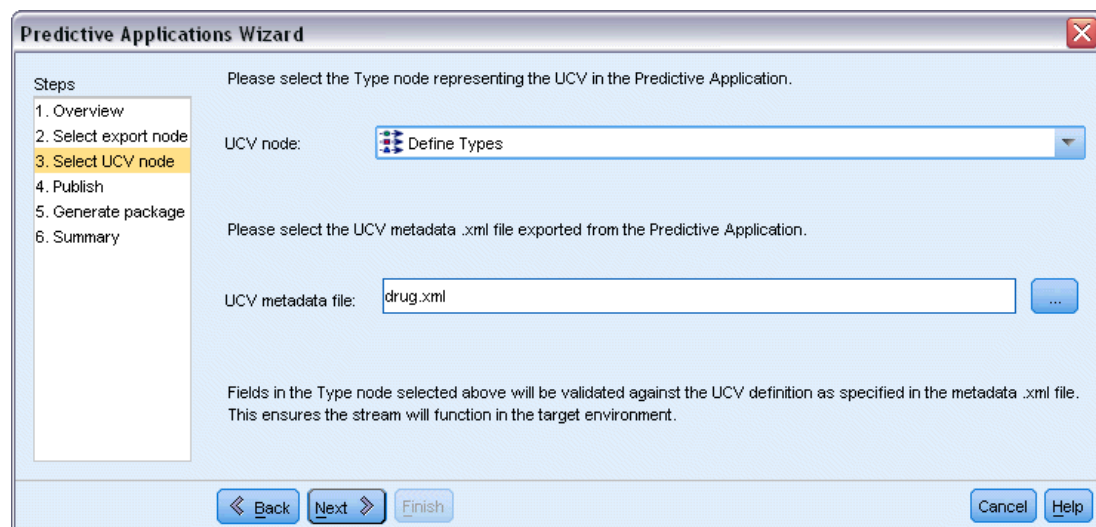 Predictive Applications Wizard
Steps
1. Overview
2. Select export node
3. Select UCV node
4. Publish
5. Generate package
6. Summary
Please select the Type node representing the UCV in the Predictive Application.
UCV node:
Define Types
Please select the UCV metadata .xml file exported from the Predictive Application.
UCV metadata file:
drug.xml
...
Fields in the Type node selected above will be validated against the UCV definition as specified in the metadata .xml file.
This ensures the stream will function in the target environment.
Back
Next
Finish
Cancel
Help